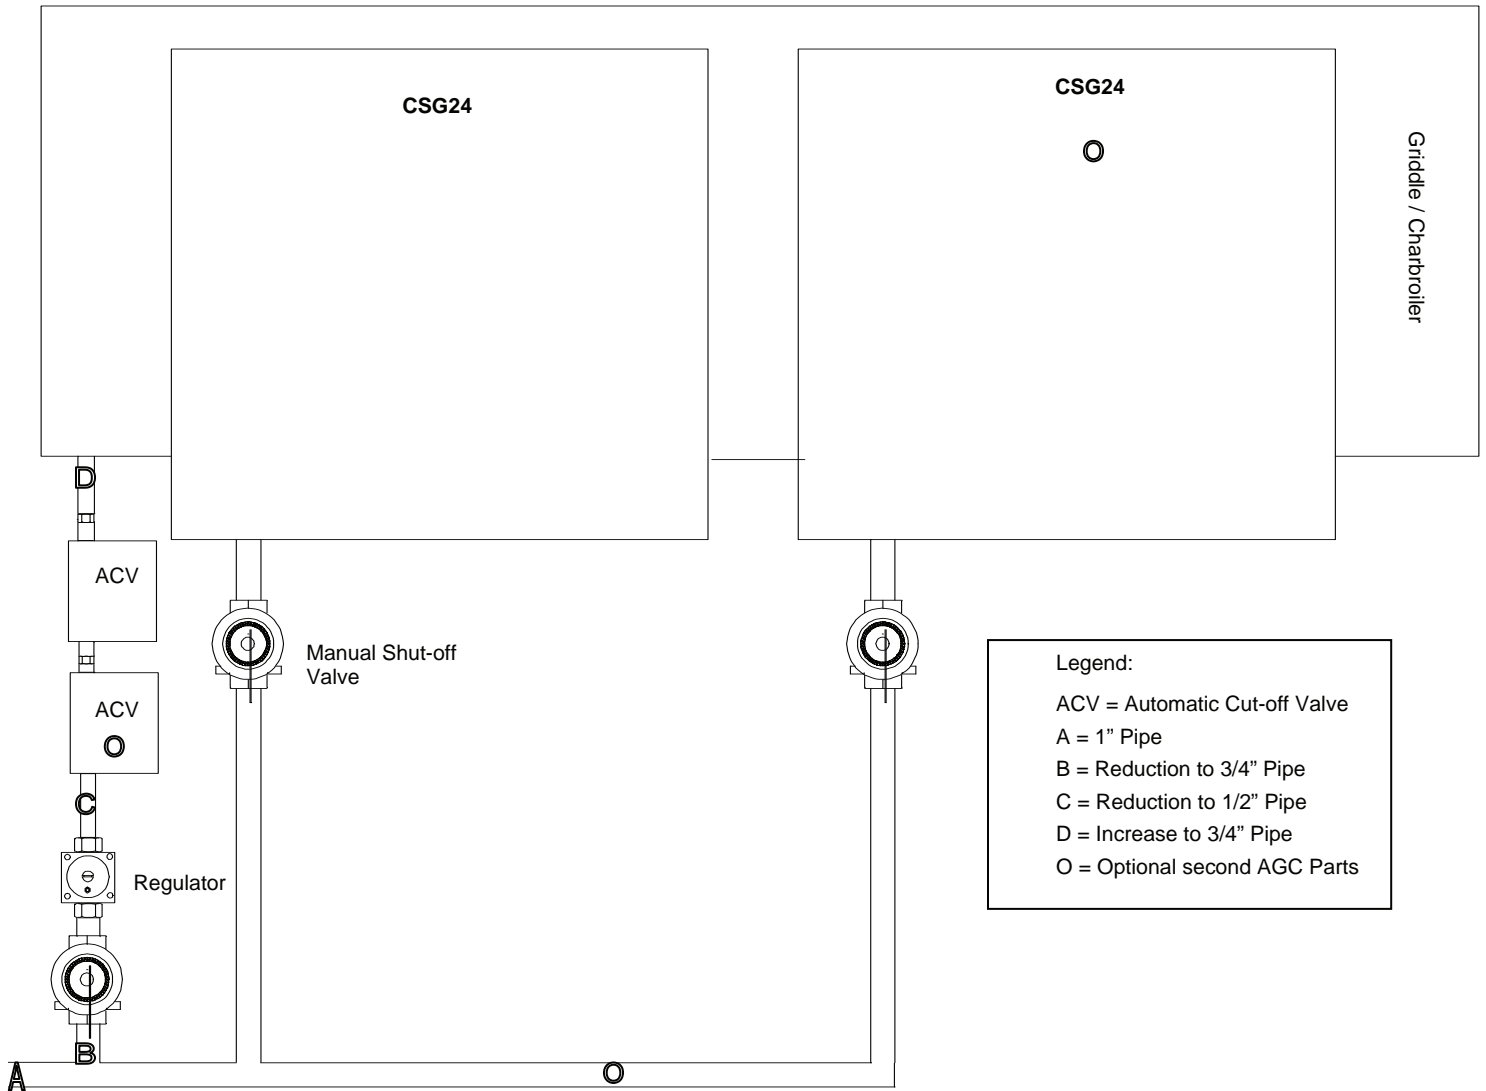 CSG24
CSG24
O
Griddle / Charbroiler
D
ACV
Manual Shut-off
Valve
ACV
O
C
Regulator
B
A
O
Legend:
ACV = Automatic Cut-off Valve
A = 1” Pipe
B = Reduction to 3/4” Pipe
C = Reduction to 1/2” Pipe
D = Increase to 3/4” Pipe
O = Optional second AGC Parts